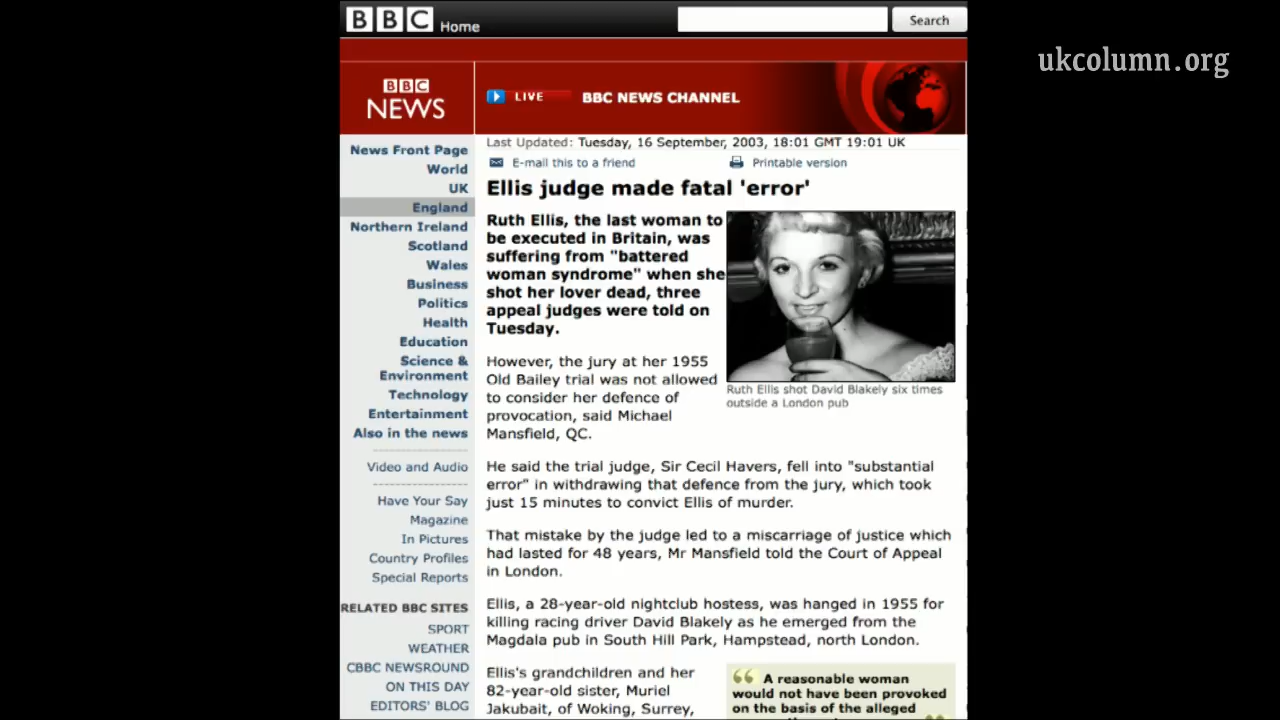 BBC Home
Search
ukcolumn.org
BBC
NEWS
LIVE
BBC NEWS CHANNEL
News Front Page
World
UK
England
Northern Ireland
Scotland
Wales
Business
Politics
Health
Education
Science &
Environment
Technology
Entertainment
Also in the news
Video and Audio
Have Your Say
Magazine
In Pictures
Country Profiles
Special Reports
RELATED BBC SITES
SPORT
WEATHER
CBBC NEWSROUND
ON THIS DAY
EDITORS' BLOG
Last Updated: Tuesday, 16 September, 2003, 18:01 GMT 19:01 UK
E-mail this to a friend
Printable version
Ellis judge made fatal 'error'
Ruth Ellis, the last woman to
be executed in Britain, was
suffering from "battered
woman syndrome" when she
shot her lover dead, three
appeal judges were told on
Tuesday.
Ruth Ellis shot David Blakely six times
outside a London pub
However, the jury at her 1955
Old Bailey trial was not allowed
to consider her defence of
provocation, said Michael
Mansfield, QC.
He said the trial judge, Sir Cecil Havers, fell into "substantial
error" in withdrawing that defence from the jury, which took
just 15 minutes to convict Ellis of murder.
That mistake by the judge led to a miscarriage of justice which
had lasted for 48 years, Mr Mansfield told the Court of Appeal
in London.
Ellis, a 28-year-old nightclub hostess, was hanged in 1955 for
killing racing driver David Blakely as he emerged from the
Magdala pub in South Hill Park, Hampstead, north London.
Ellis's grandchildren and her
82-year-old sister, Muriel
Jakubait, of Woking, Surrey,
A reasonable woman
would not have been provoked
on the basis of the alleged